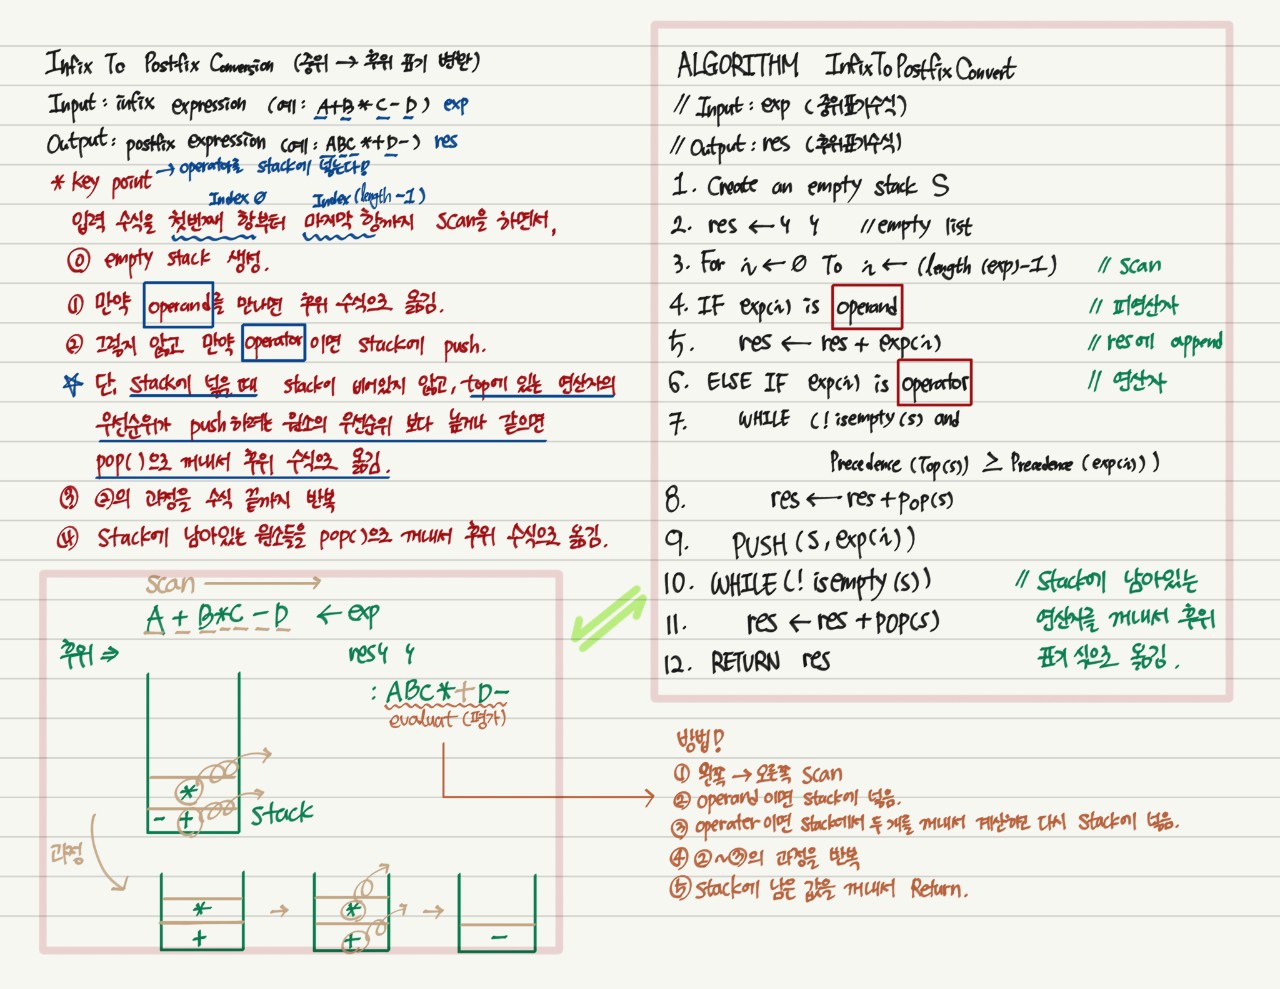 Infix To Postfix Conversion (중위 → 후위 표기 변환)
Input: infix expression (예: A+B*C-D) exp
Output: postfix expression (예: ABC*+D-) res
* key point → operator를 stack에 넣는다!
Index 0 Index (length-1)
입력 수식을 첫번째 항부터 마지막 항까지 Scan을 하면서,
⓪ empty stack 생성.
① 만약 operand를 만나면 후위 수식으로 옮김.
② 그렇지 않고 만약 operator이면 stack에 push.
☆ 단, stack에 넣을 때 stack이 비어있지 않고, top에 있는 연산자의
우선순위가 push하려는 원소의 우선순위 보다 높거나 같으면
pop()으로 꺼내서 후위 수식으로 옮김.
③ ②의 과정을 수식 끝까지 반복
④ Stack에 남아있는 원소들을 pop()으로 꺼내서 후위 수식으로 옮김.
scan →
A + B*C - D ← exp
후위 ⇒ res{ }
: ABC*+D-
evaluat (평가)
*
- +
stack
과정
* → * →
+ + -
ALGORITHM InfixToPostfixConvert
// Input: exp (중위표기수식)
// Output: res (후위표기수식)
1. Create an empty stack S
2. res ← { } //empty list
3. For i ← 0 To i ← (length (exp)-1) // scan
4. IF exp(i) is operand // 피연산자
5. res ← res + exp(i) // res에 append
6. ELSE IF exp(i) is operator // 연산자
7. WHILE (! isempty(s) and
Precedence (Top(s)) ≥ Precedence (exp(i)))
8. res ← res + pop(s)
9. PUSH (S, exp(i))
10. WHILE (! isempty(s)) // Stack에 남아있는
11. res ← res + POP(s) 연산자를 꺼내서 후위
12. RETURN res 표기 식으로 옮김.
방법!
① 왼쪽 → 오른쪽 Scan
② operand 이면 stack에 넣음.
③ operater 이면 stack에서 두 개를 꺼내서 계산하고 다시 Stack에 넣음.
④ ②~③의 과정을 반복
⑤ stack에 남은 값을 꺼내서 Return.